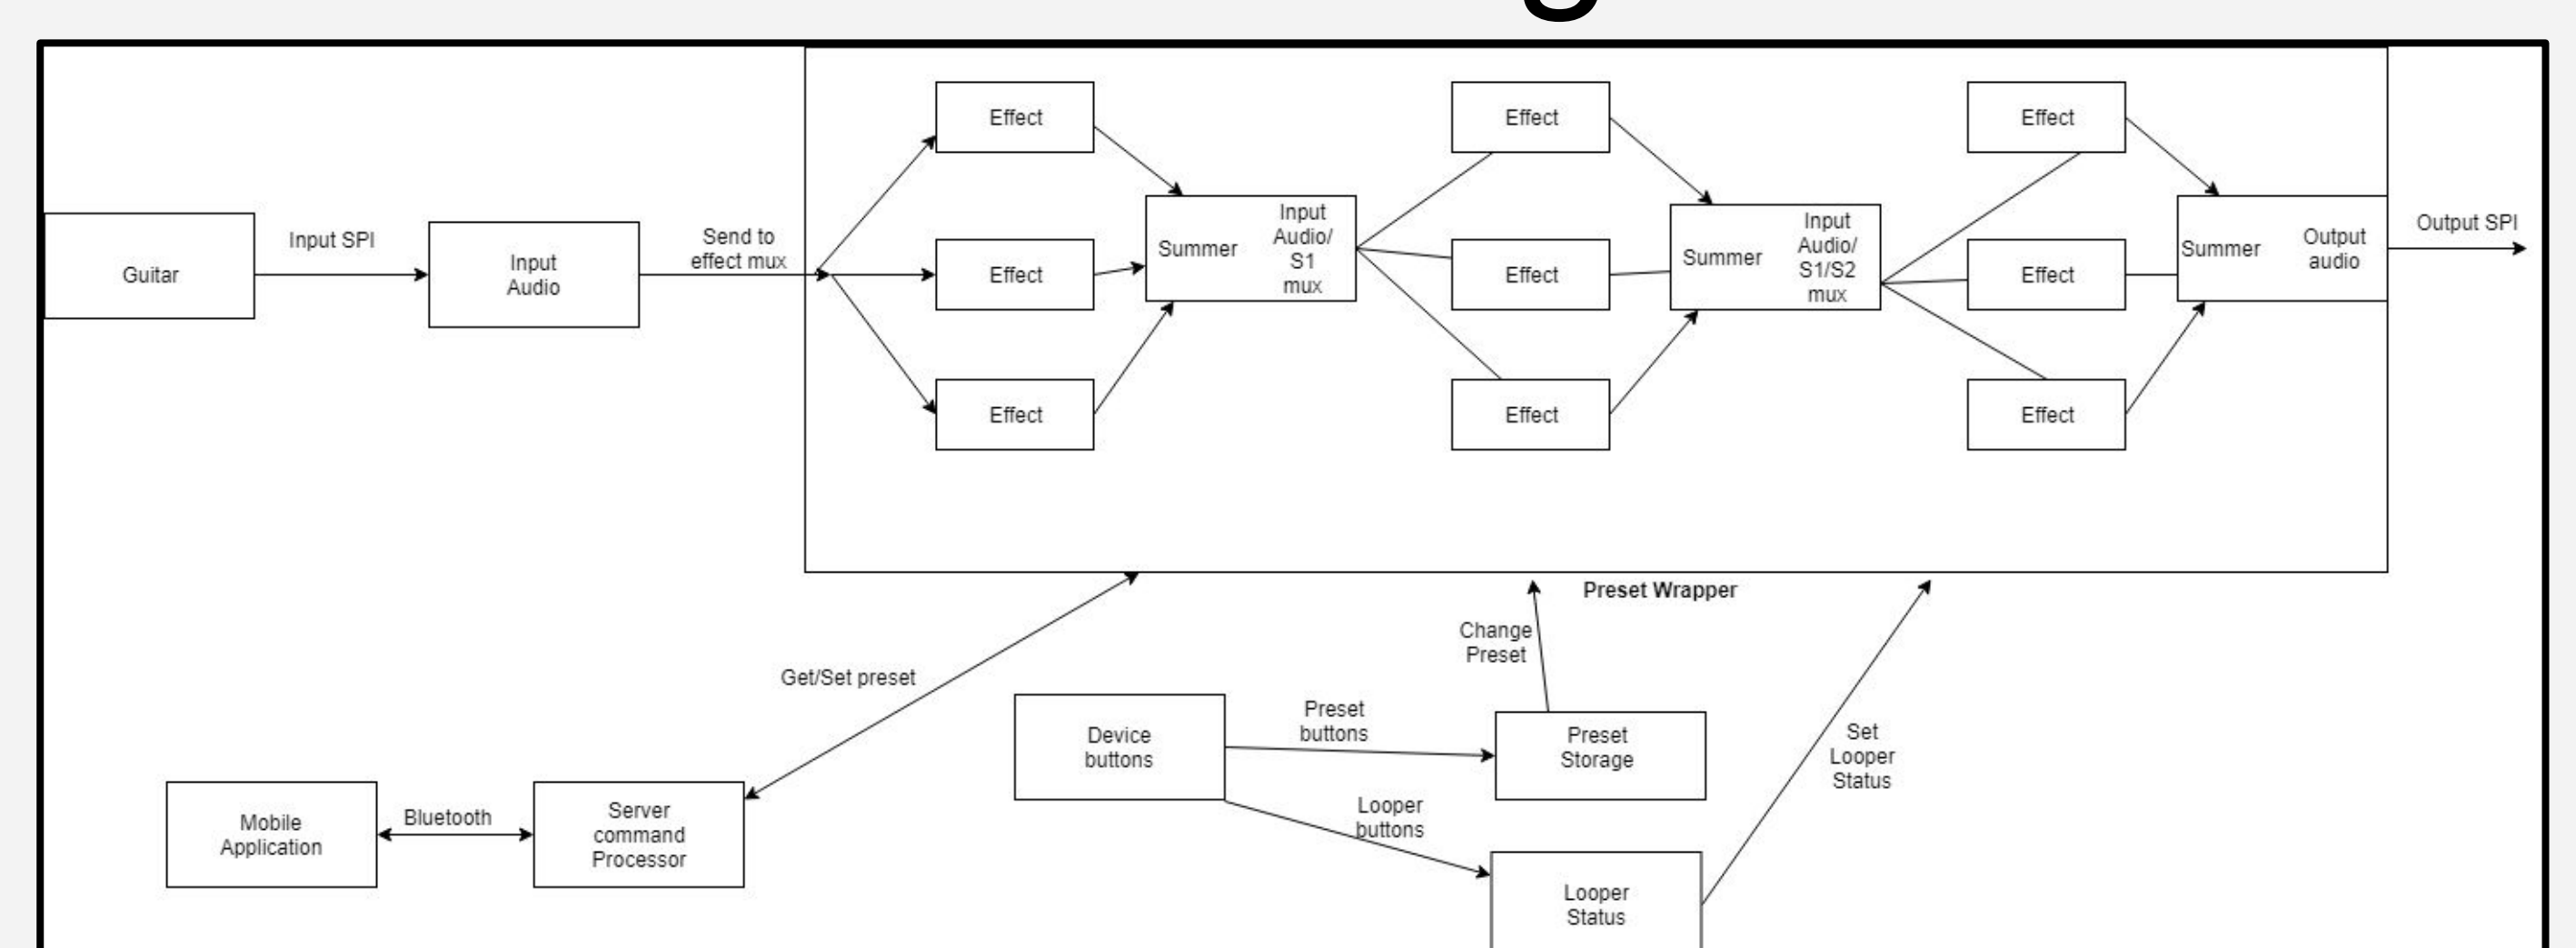 Effect
Effect
Effect
Guitar
Input SPI
Input
Audio
Send to
effect mux
Effect
Summer
Input
Audio/
S1
mux
Effect
Summer
Input
Audio/
S1/S2
mux
Effect
Summer
Output
audio
Output SPI
Effect
Effect
Effect
Preset Wrapper
Change
Preset
Get/Set preset
Device
buttons
Preset
buttons
Preset
Storage
Set
Looper
Status
Mobile
Application
Bluetooth
Server
command
Processor
Looper
buttons
Looper
Status